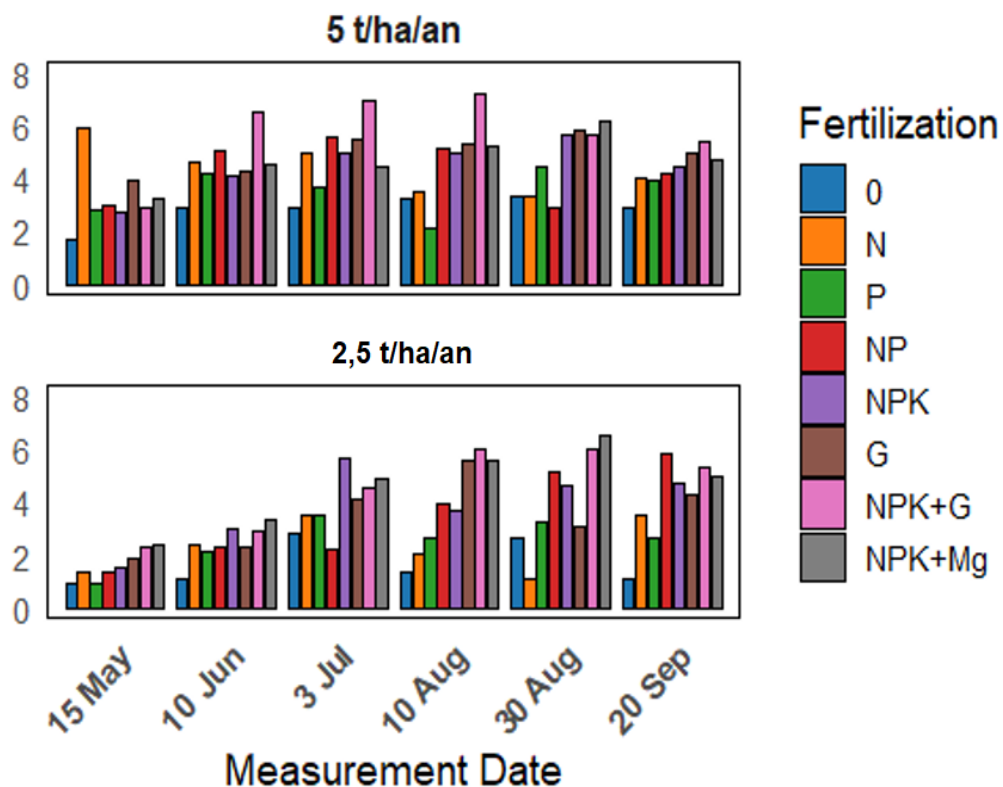 5 t/ha/an
8
6
4
2
0
2,5 t/ha/an
8
6
4
2
0
15 May
10 Jun
3 Jul
10 Aug
30 Aug
20 Sep
Measurement Date
Fertilization
0
N
P
NP
NPK
G
NPK+G
NPK+Mg